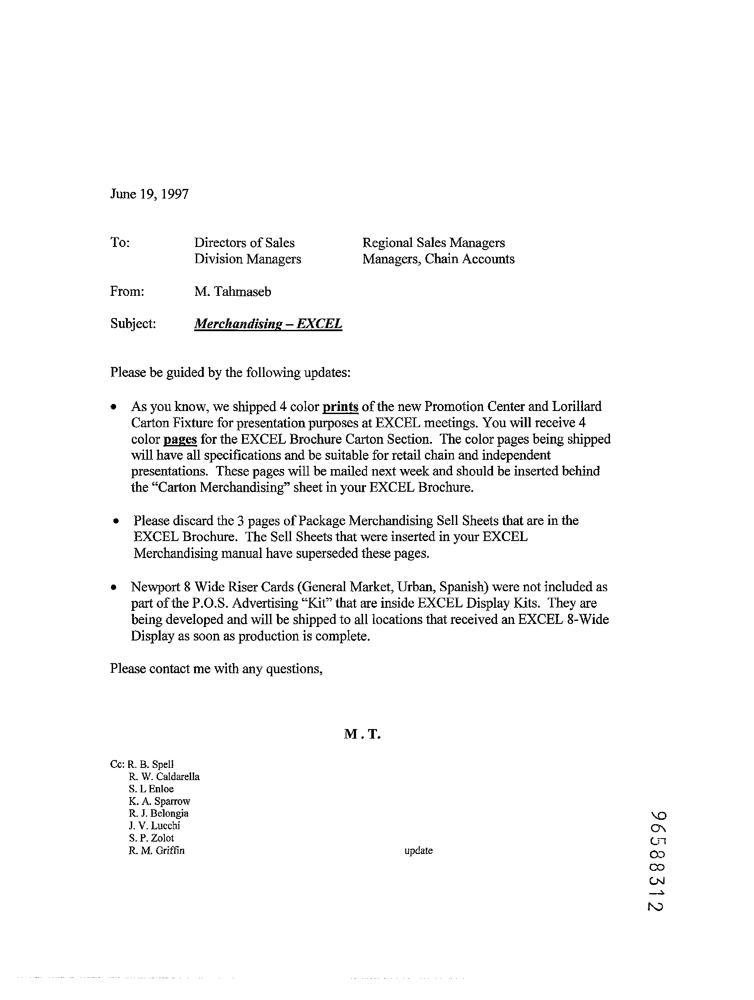 June 19, 1997
To: Directors of Sales Regional Sales Managers
Division Managers Managers, Chain Accounts
From: M. Tahmaseb
Subject: Merchandising – EXCEL
Please be guided by the following updates:
• As you know, we shipped 4 color prints of the new Promotion Center and Lorillard
Carton Fixture for presentation purposes at EXCEL meetings. You will receive 4
color pages for the EXCEL Brochure Carton Section. The color pages being shipped
will have all specifications and be suitable for retail chain and independent
presentations. These pages will be mailed next week and should be inserted behind
the “Carton Merchandising” sheet in your EXCEL Brochure.
• Please discard the 3 pages of Package Merchandising Sell Sheets that are in the
EXCEL Brochure. The Sell Sheets that were inserted in your EXCEL
Merchandising manual have superseded these pages.
• Newport 8 Wide Riser Cards (General Market, Urban, Spanish) were not included as
part of the P.O.S. Advertising “Kit” that are inside EXCEL Display Kits. They are
being developed and will be shipped to all locations that received an EXCEL 8-Wide
Display as soon as production is complete.
Please contact me with any questions,
M . T.
Cc: R. B. Spell
R. W. Caldarella
S. L Enloe
K. A. Sparrow
R. J. Belongia
J. V. Lucchi
S. P. Zolot
R. M. Griffin update
96588312